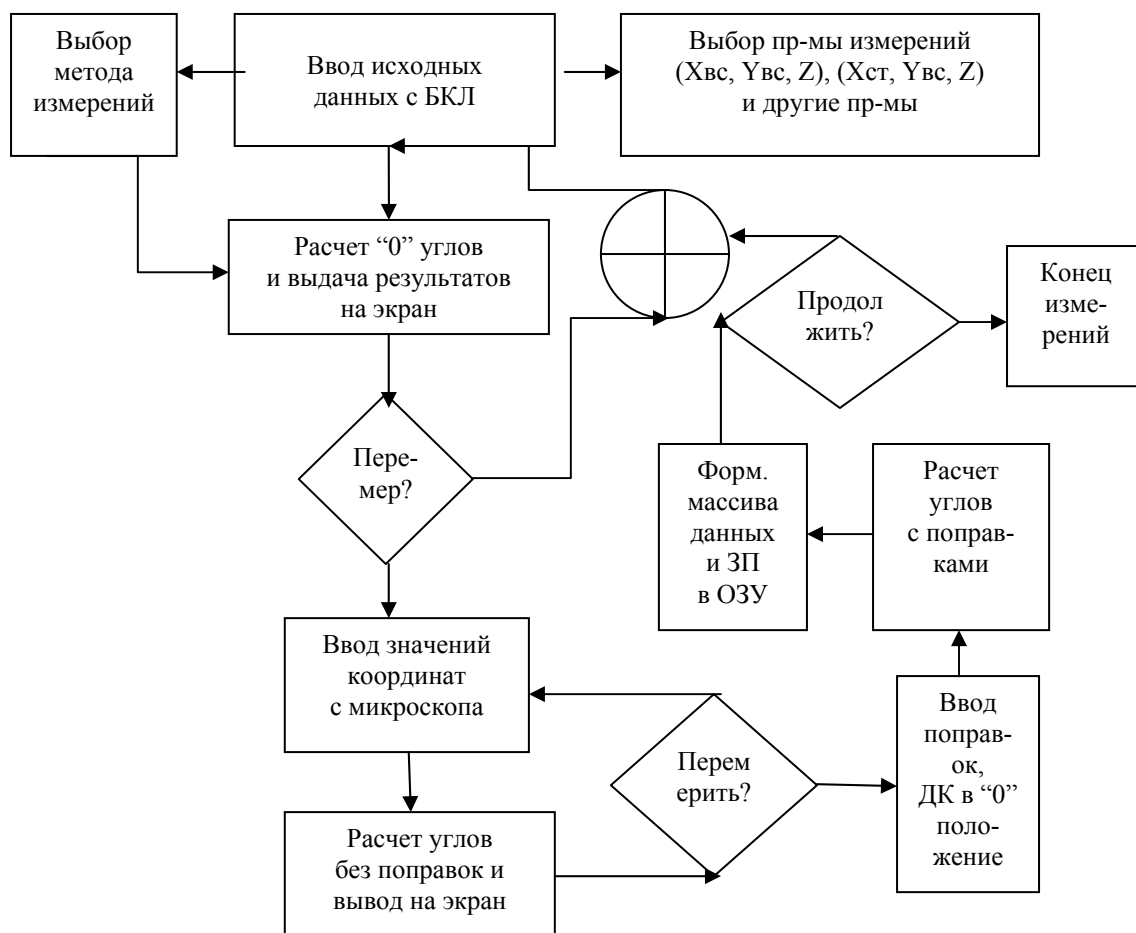 Выбор
метода
измерений
Ввод исходных
данных с БКЛ
Выбор пр-мы измерений
(Xвс, Yвс, Z), (Xст, Yвс, Z)
и другие пр-мы
Расчет “0” углов
и выдача результатов
на экран
Продол
жить?
Конец
изме-
рений
Пере-
мер?
Форм.
массива
данных
и ЗП
в ОЗУ
Расчет
углов
с поправ-
ками
Ввод значений
координат
с микроскопа
Перем
ерить?
Ввод
поправ-
ок,
ДК в “0”
поло-
жение
Расчет углов
без поправок и
вывод на экран